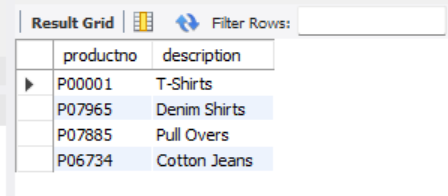 Result Grid Filter Rows:
productno description
P00001 T-Shirts
P07965 Denim Shirts
P07885 Pull Overs
P06734 Cotton Jeans